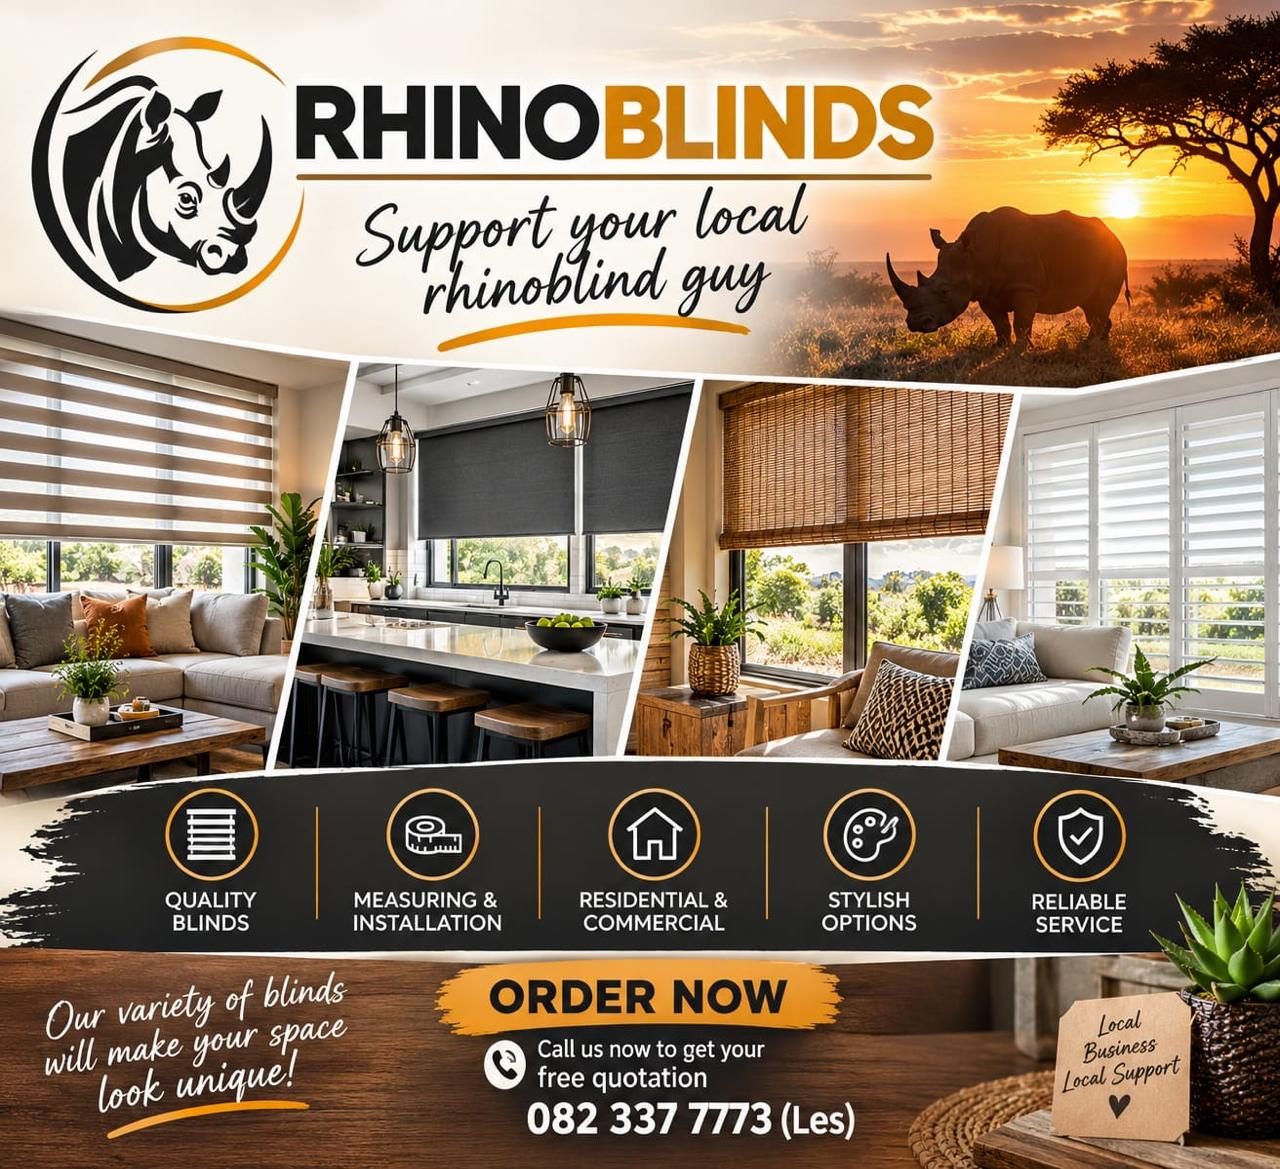 RHINOBLINDS
Support your local
rhinoblind guy
QUALITY
BLINDS
MEASURING &
INSTALLATION
RESIDENTIAL &
COMMERCIAL
STYLISH
OPTIONS
RELIABLE
SERVICE
Our variety of blinds
will make your space
look unique!
ORDER NOW
Call us now to get your
free quotation
082 337 7773 (Les)
Local
Business
Local Support